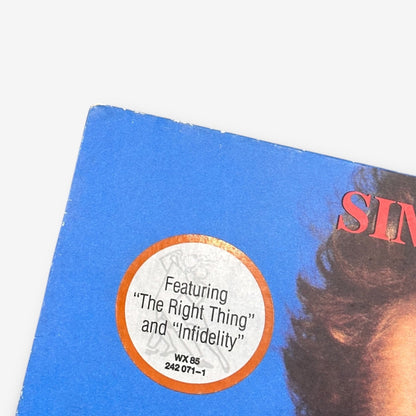 SIM
Featuring
"The Right Thing"
and "Infidelity"
WX 85
242 071-1